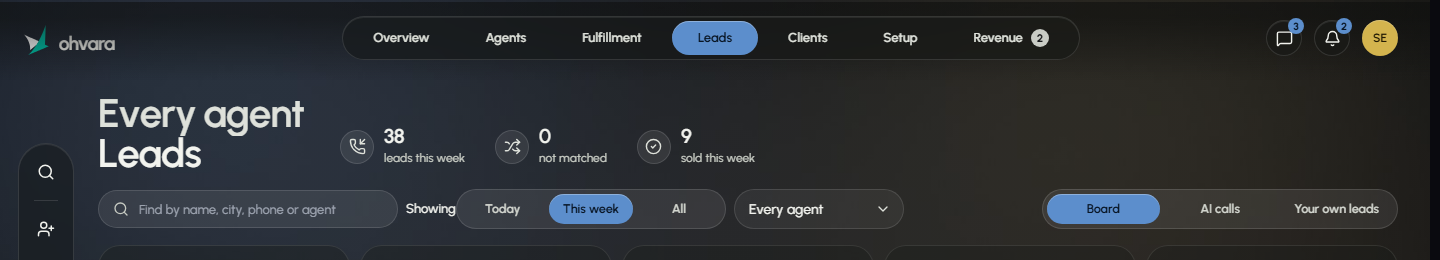 ohvara
Overview Agents Fulfillment Leads Clients Setup Revenue 2
3 2 SE
Every agent
Leads
38
leads this week
0
not matched
9
sold this week
Find by name, city, phone or agent Showing Today This week All Every agent Board AI calls Your own leads